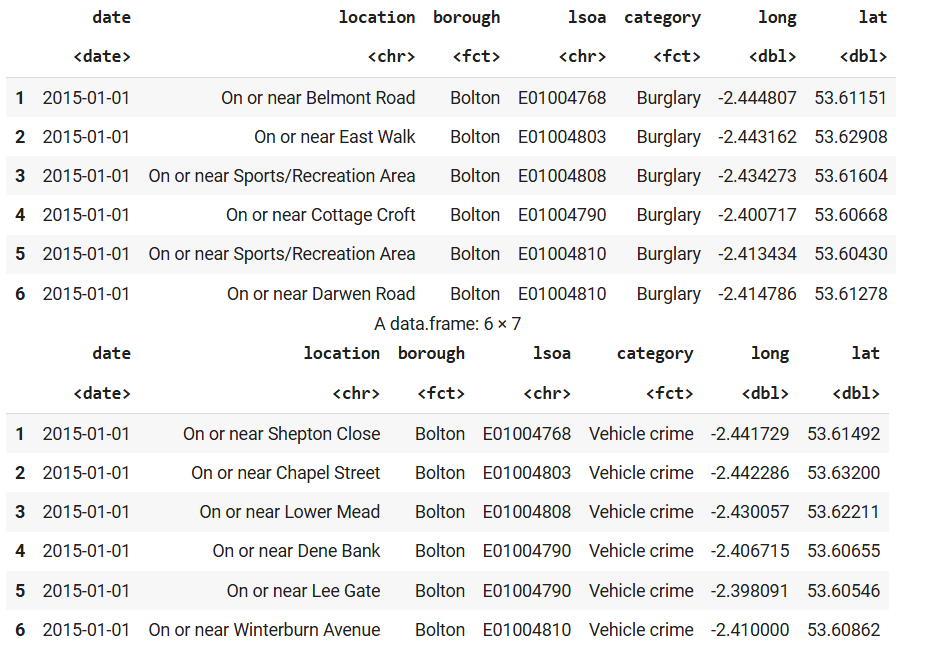 date location borough lsoa category long lat
<date> <chr> <fct> <chr> <fct> <dbl> <dbl>
1 2015-01-01 On or near Belmont Road Bolton E01004768 Burglary -2.444807 53.61151
2 2015-01-01 On or near East Walk Bolton E01004803 Burglary -2.443162 53.62908
3 2015-01-01 On or near Sports/Recreation Area Bolton E01004808 Burglary -2.434273 53.61604
4 2015-01-01 On or near Cottage Croft Bolton E01004790 Burglary -2.400717 53.60668
5 2015-01-01 On or near Sports/Recreation Area Bolton E01004810 Burglary -2.413434 53.60430
6 2015-01-01 On or near Darwen Road Bolton E01004810 Burglary -2.414786 53.61278
A data.frame: 6 × 7
date location borough lsoa category long lat
<date> <chr> <fct> <chr> <fct> <dbl> <dbl>
1 2015-01-01 On or near Shepton Close Bolton E01004768 Vehicle crime -2.441729 53.61492
2 2015-01-01 On or near Chapel Street Bolton E01004803 Vehicle crime -2.442286 53.63200
3 2015-01-01 On or near Lower Mead Bolton E01004808 Vehicle crime -2.430057 53.62211
4 2015-01-01 On or near Dene Bank Bolton E01004790 Vehicle crime -2.406715 53.60655
5 2015-01-01 On or near Lee Gate Bolton E01004790 Vehicle crime -2.398091 53.60546
6 2015-01-01 On or near Winterburn Avenue Bolton E01004810 Vehicle crime -2.410000 53.60862